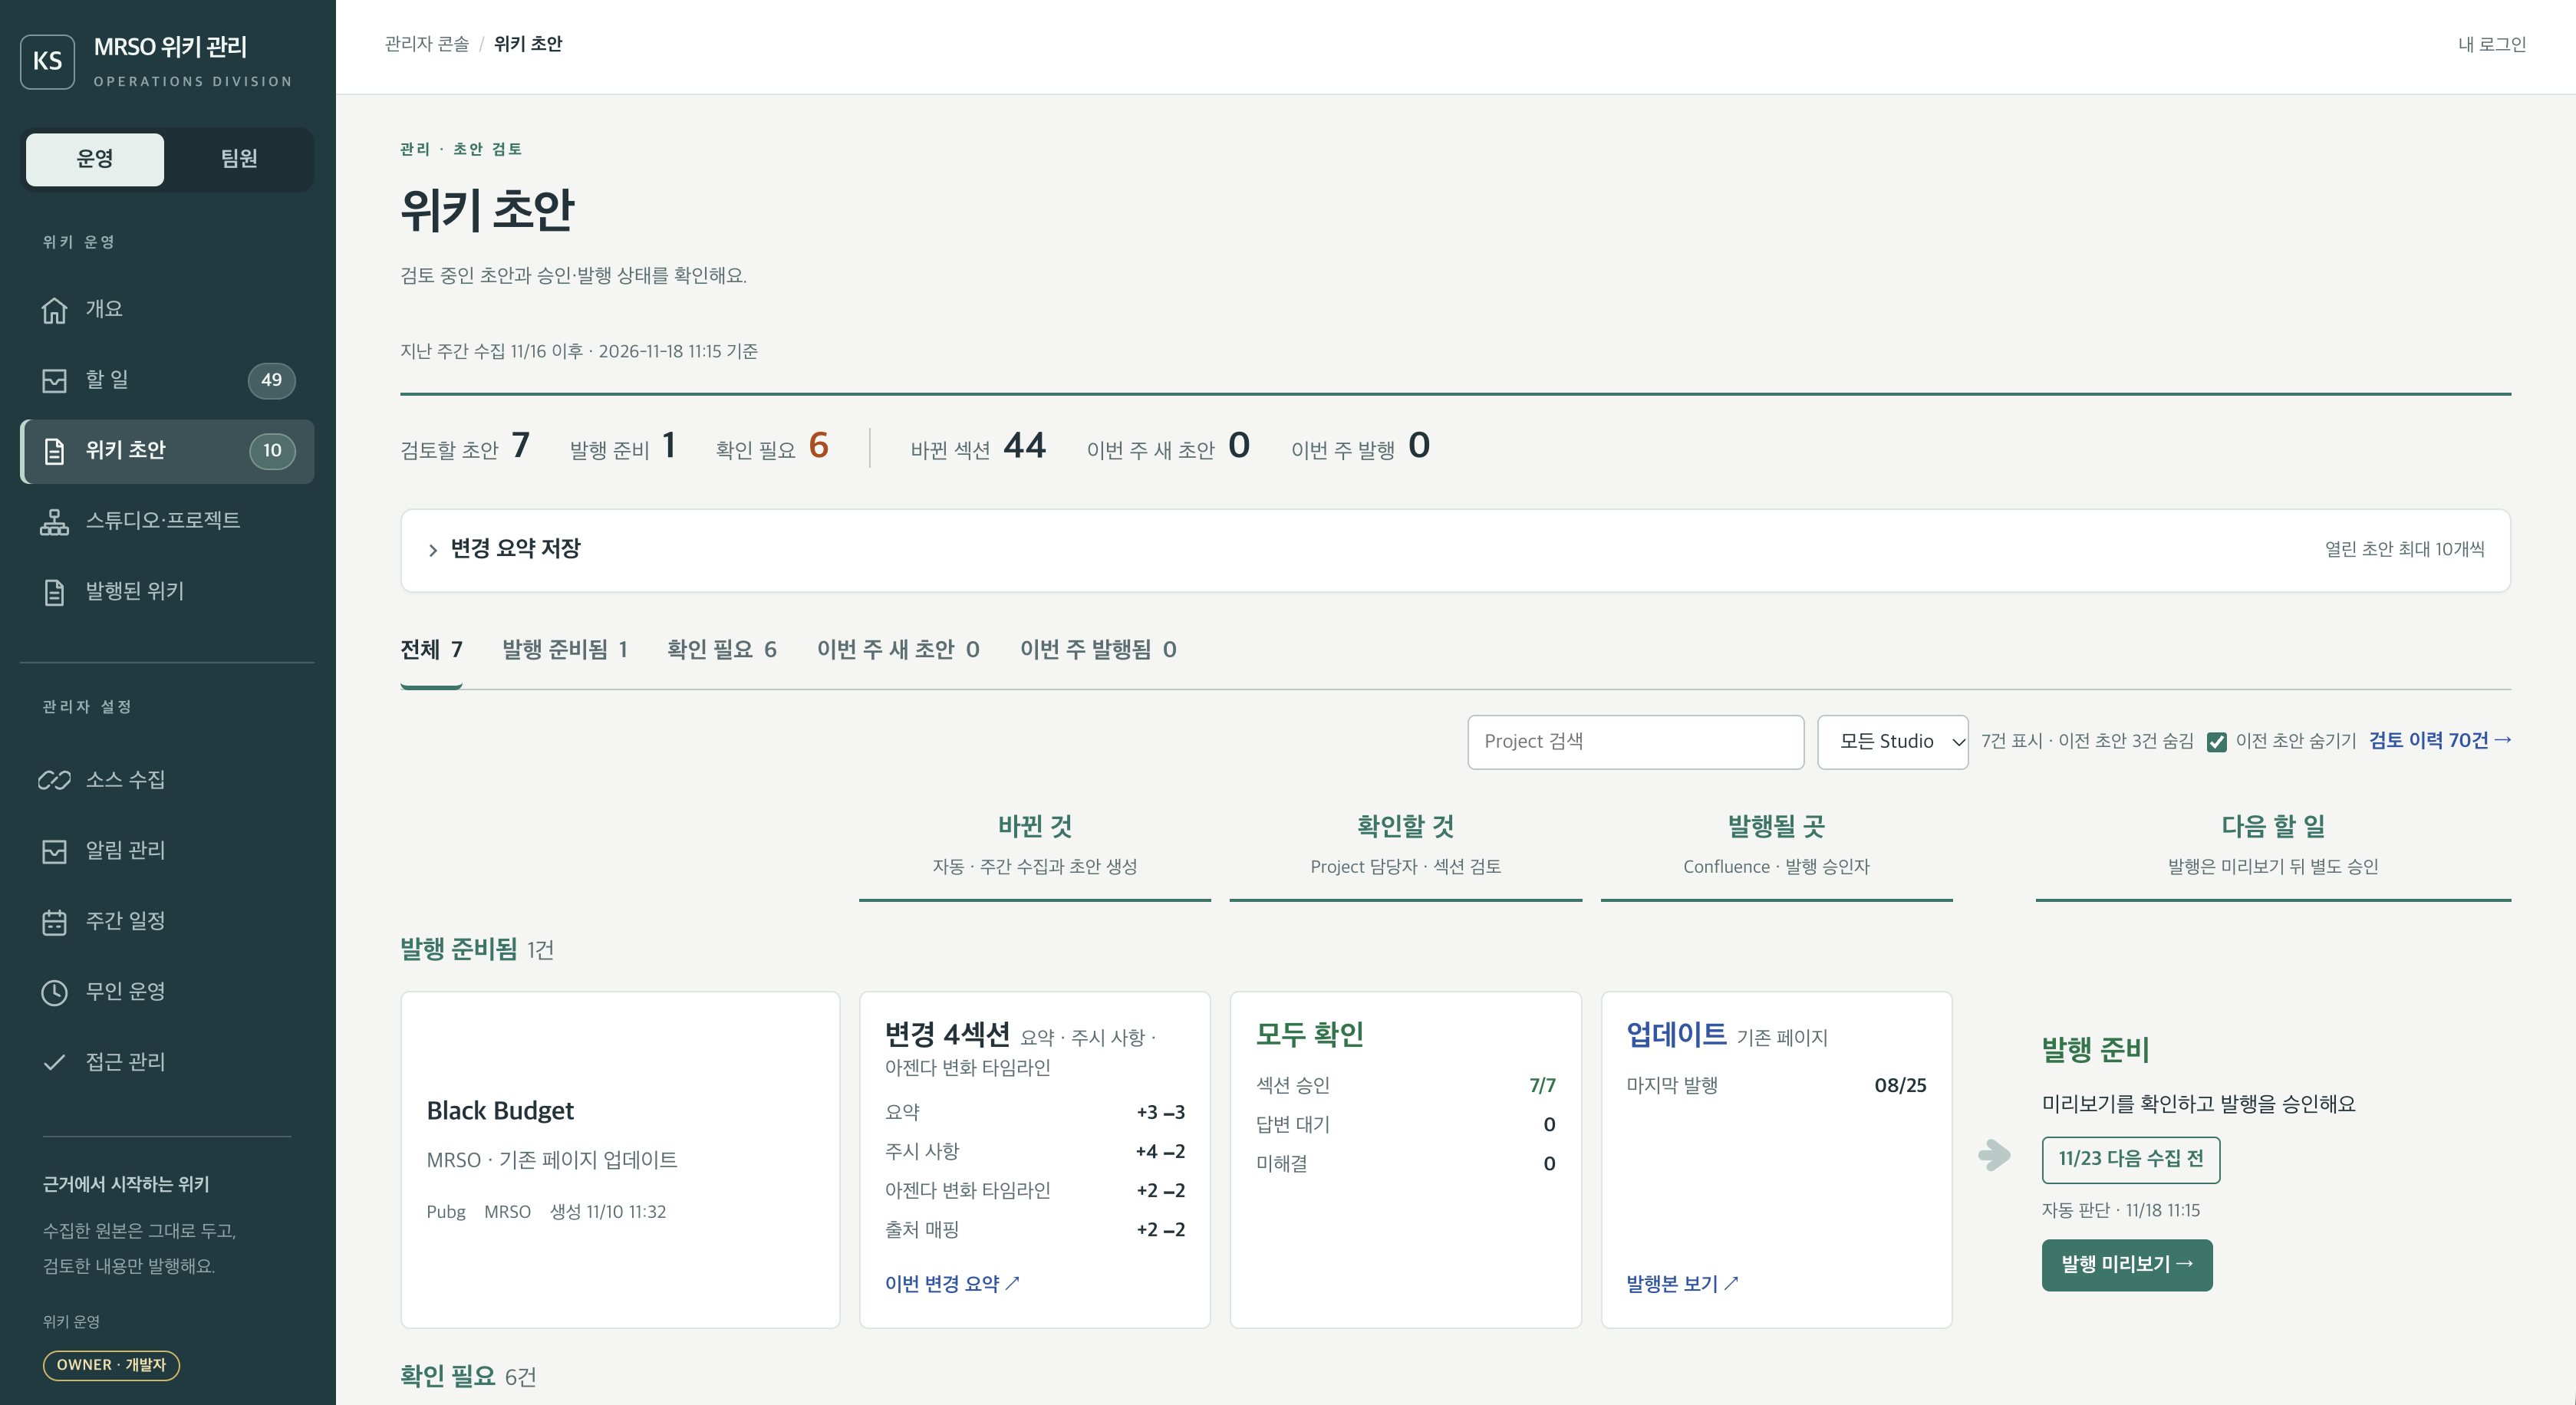 KS
MRSO 위키 관리
OPERATIONS DIVISION
운영
팀원
위키 운영
개요
할 일 49
위키 초안 10
스튜디오·프로젝트
발행된 위키
관리자 설정
소스 수집
알림 관리
주간 일정
무인 운영
접근 관리
근거에서 시작하는 위키
수집한 원본은 그대로 두고,
검토한 내용만 발행해요.
위키 운영
OWNER · 개발자
관리자 콘솔 / 위키 초안
내 로그인
관리 · 초안 검토
위키 초안
검토 중인 초안과 승인·발행 상태를 확인해요.
지난 주간 수집 11/16 이후 · 2026-11-18 11:15 기준
검토할 초안 7 발행 준비 1 확인 필요 6 바뀐 섹션 44 이번 주 새 초안 0 이번 주 발행 0
변경 요약 저장
열린 초안 최대 10개씩
전체 7 발행 준비됨 1 확인 필요 6 이번 주 새 초안 0 이번 주 발행됨 0
Project 검색 모든 Studio 7건 표시 · 이전 초안 3건 숨김 이전 초안 숨기기 검토 이력 70건 →
바뀐 것
자동 · 주간 수집과 초안 생성
확인할 것
Project 담당자 · 섹션 검토
발행될 곳
Confluence · 발행 승인자
다음 할 일
발행은 미리보기 뒤 별도 승인
발행 준비됨 1건
Black Budget
MRSO · 기존 페이지 업데이트
Pubg MRSO 생성 11/10 11:32
변경 4섹션 요약 · 주시 사항 ·
아젠다 변화 타임라인
요약 +3 −3
주시 사항 +4 −2
아젠다 변화 타임라인 +2 −2
출처 매핑 +2 −2
이번 변경 요약 ↗
모두 확인
섹션 승인 7/7
답변 대기 0
미해결 0
업데이트 기존 페이지
마지막 발행 08/25
발행본 보기 ↗
발행 준비
미리보기를 확인하고 발행을 승인해요
11/23 다음 수집 전
자동 판단 · 11/18 11:15
발행 미리보기 →
확인 필요 6건